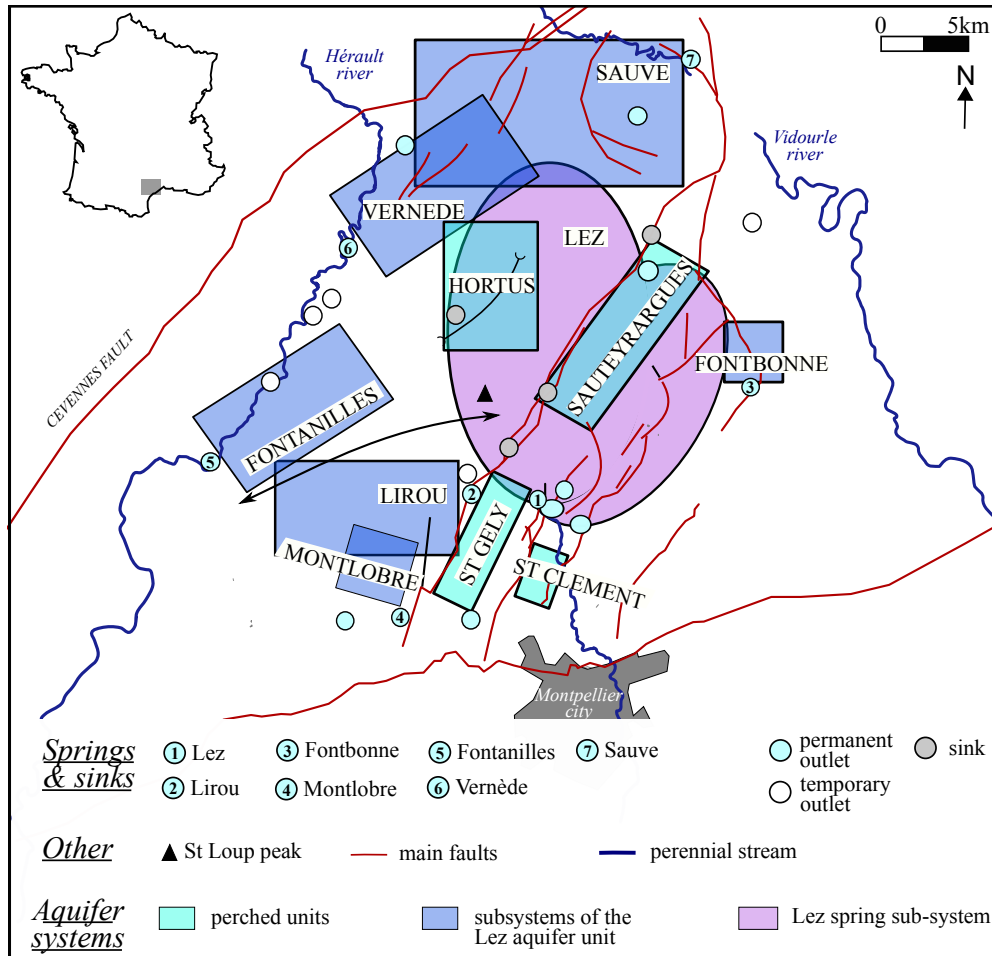 0 5km
N
Hérault
river
SAUVE
7
Vidourle
river
VERNEDE
6
LEZ
HORTUS
SAUTEYRARGUES
FONTBONNE
3
CEVENNES FAULT
FONTANILLES
5
LIROU
2
1
ST GELY
MONTLOBRE
ST CLEMENT
4
Montpellier
city
Springs
& sinks
1 Lez
3 Fontbonne
5 Fontanilles
7 Sauve
2 Lirou
4 Montlobre
6 Vernède
permanent
outlet
sink
temporary
outlet
Other
St Loup peak
main faults
perennial stream
Aquifer
systems
perched units
subsystems of the
Lez aquifer unit
Lez spring sub-system